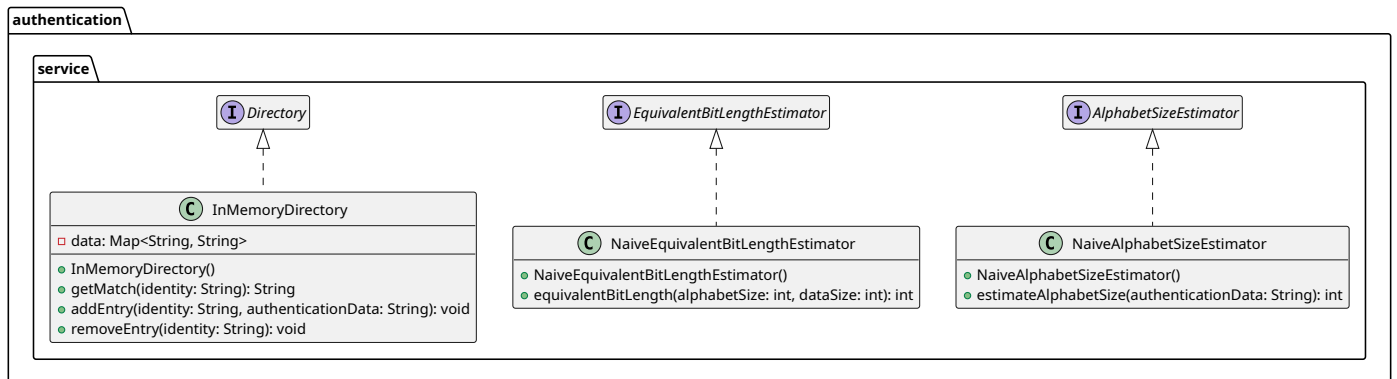 authentication
service
I Directory
I EquivalentBitLengthEstimator
I AlphabetSizeEstimator
C InMemoryDirectory
data: Map<String, String>
InMemoryDirectory()
getMatch(identity: String): String
addEntry(identity: String, authenticationData: String): void
removeEntry(identity: String): void
C NaiveEquivalentBitLengthEstimator
NaiveEquivalentBitLengthEstimator()
equivalentBitLength(alphabetSize: int, dataSize: int): int
C NaiveAlphabetSizeEstimator
NaiveAlphabetSizeEstimator()
estimateAlphabetSize(authenticationData: String): int